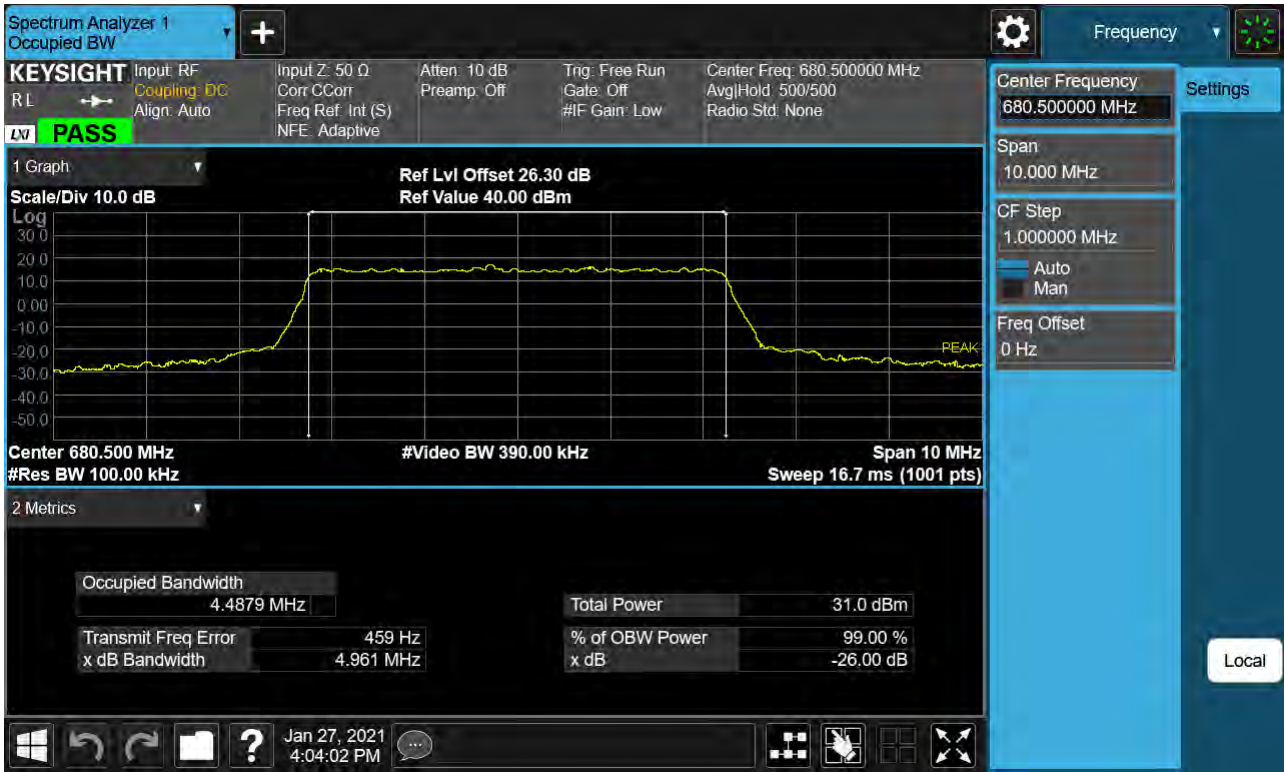 Spectrum Analyzer 1
Occupied BW
Frequency
KEYSIGHT
RL
LXI PASS
Input: RF
Coupling: DC
Align: Auto
Input Z: 50 Ω
Corr CCorr
Freq Ref: Int (S)
NFE: Adaptive
Atten: 10 dB
Preamp: Off
Trig: Free Run
Gate: Off
#IF Gain: Low
Center Freq: 680.500000 MHz
Avg|Hold: 500/500
Radio Std: None
Center Frequency
680.500000 MHz
Settings
Span
10.000 MHz
CF Step
1.000000 MHz
Auto
Man
Freq Offset
0 Hz
Local
1 Graph
Scale/Div 10.0 dB
Ref Lvl Offset 26.30 dB
Ref Value 40.00 dBm
Log
30.0
20.0
10.0
0.00
-10.0
-20.0
-30.0
-40.0
-50.0
PEAK
Center 680.500 MHz
#Video BW 390.00 kHz
Span 10 MHz
#Res BW 100.00 kHz
Sweep 16.7 ms (1001 pts)
2 Metrics
Occupied Bandwidth
4.4879 MHz
Total Power 31.0 dBm
Transmit Freq Error 459 Hz
% of OBW Power 99.00 %
x dB Bandwidth 4.961 MHz
x dB -26.00 dB
Jan 27, 2021
4:04:02 PM